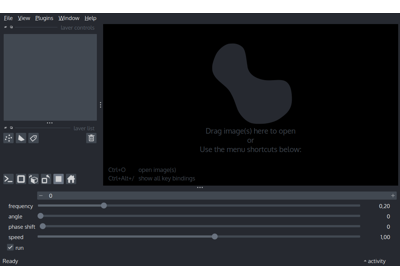 File View Plugins Window Help
layer controls
layer list
Drag image(s) here to open
or
Use the menu shortcuts below:
Ctrl+O open image(s)
Ctrl+Alt+/ show all key bindings
0
frequency 0,20
angle 0
phase shift 0
speed 1,00
run
Ready activity